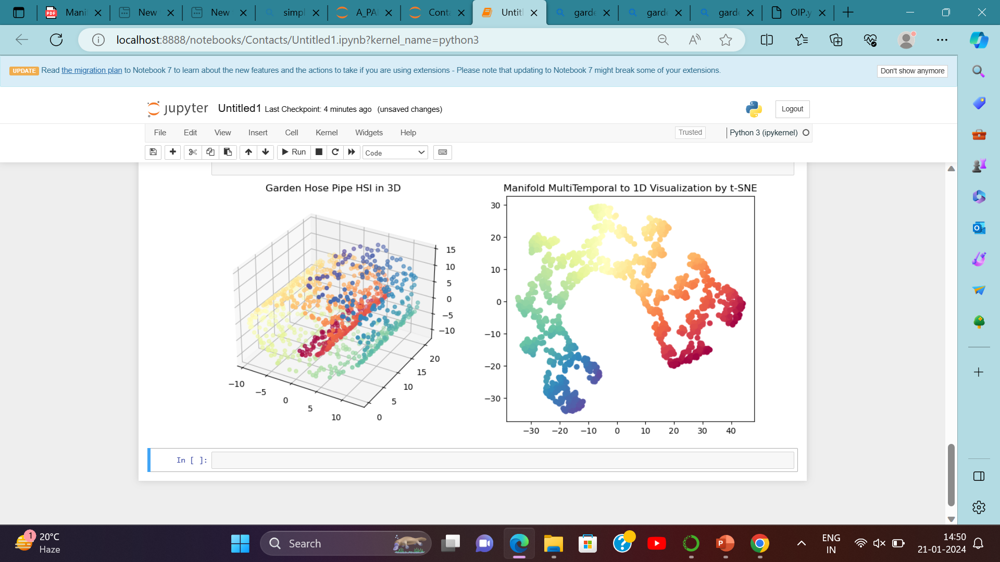 Mani
New
New
simpl
A_PA
Conta
Untitl
garde
garde
garde
OIP.y
localhost:8888/notebooks/Contacts/Untitled1.ipynb?kernel_name=python3
UPDATE Read the migration plan to Notebook 7 to learn about the new features and the actions to take if you are using extensions - Please note that updating to Notebook 7 might break some of your extensions.
Don't show anymore
jupyter Untitled1 Last Checkpoint: 4 minutes ago (unsaved changes)
Logout
File Edit View Insert Cell Kernel Widgets Help
Trusted
Python 3 (ipykernel)
Run
Code
Garden Hose Pipe HSI in 3D
15
10
5
0
−5
−10
20
15
10
5
0
−10
−5
0
5
10
Manifold MultiTemporal to 1D Visualization by t-SNE
30
20
10
0
−10
−20
−30
−30 −20 −10 0 10 20 30 40
In [ ]:
1
20°C
Haze
Search
ENG
IN
14:50
21-01-2024